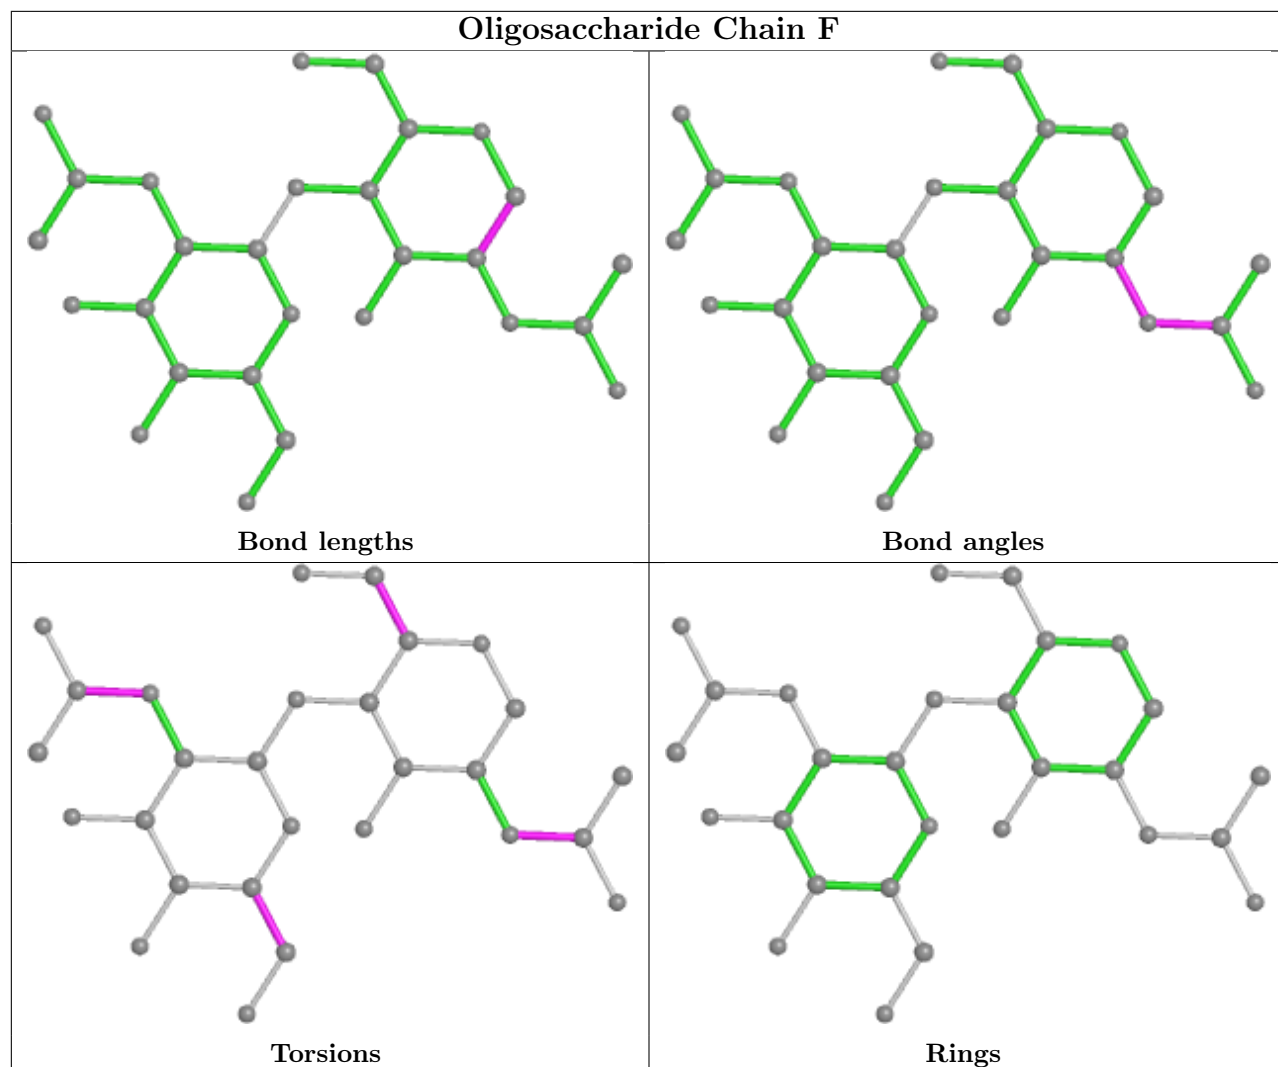 Oligosaccharide Chain F
Bond lengths
Bond angles
Torsions
Rings